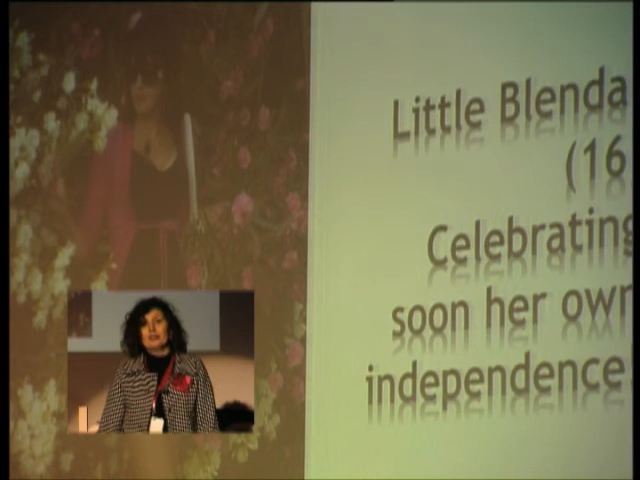 Little Blenda
(16
Celebrating
soon her own
independence